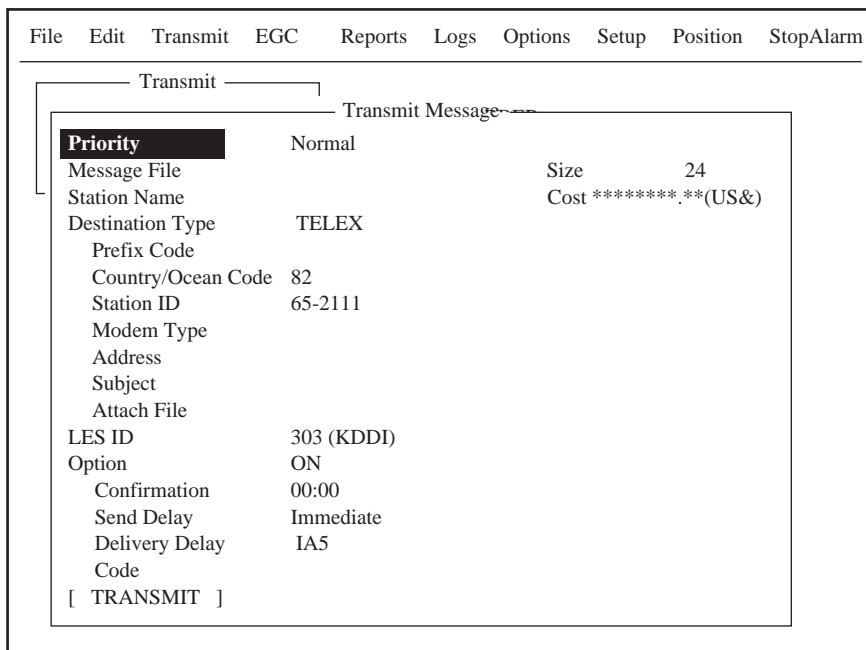 File Edit Transmit EGC Reports Logs Options Setup Position StopAlarm
Transmit
Transmit Message
Priority Normal
Message File Size 24
Station Name Cost ********.**(US&)
Destination Type TELEX
Prefix Code
Country/Ocean Code 82
Station ID 65-2111
Modem Type
Address
Subject
Attach File
LES ID 303 (KDDI)
Option ON
Confirmation 00:00
Send Delay Immediate
Delivery Delay IA5
Code
[ TRANSMIT ]